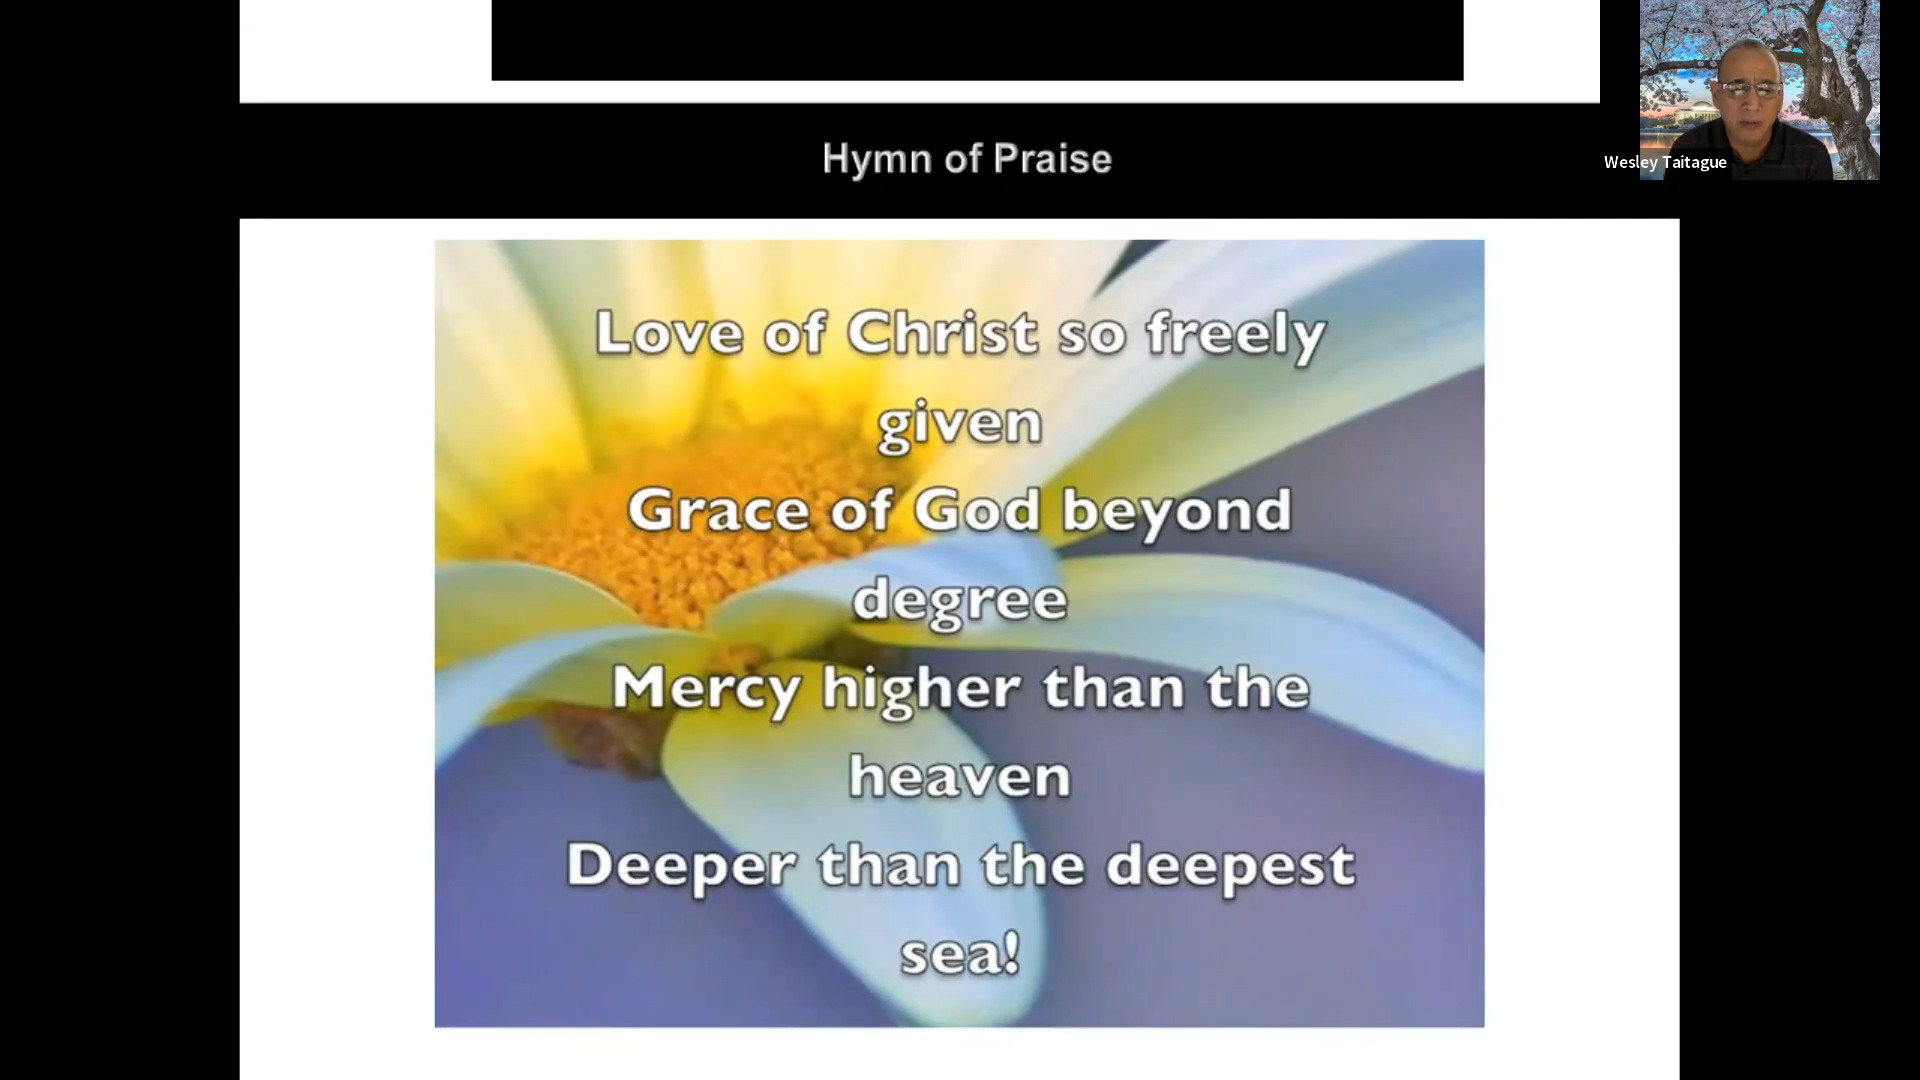 Wesley Taitague
Hymn of Praise
Love of Christ so freely
given
Grace of God beyond
degree
Mercy higher than the
heaven
Deeper than the deepest
sea!